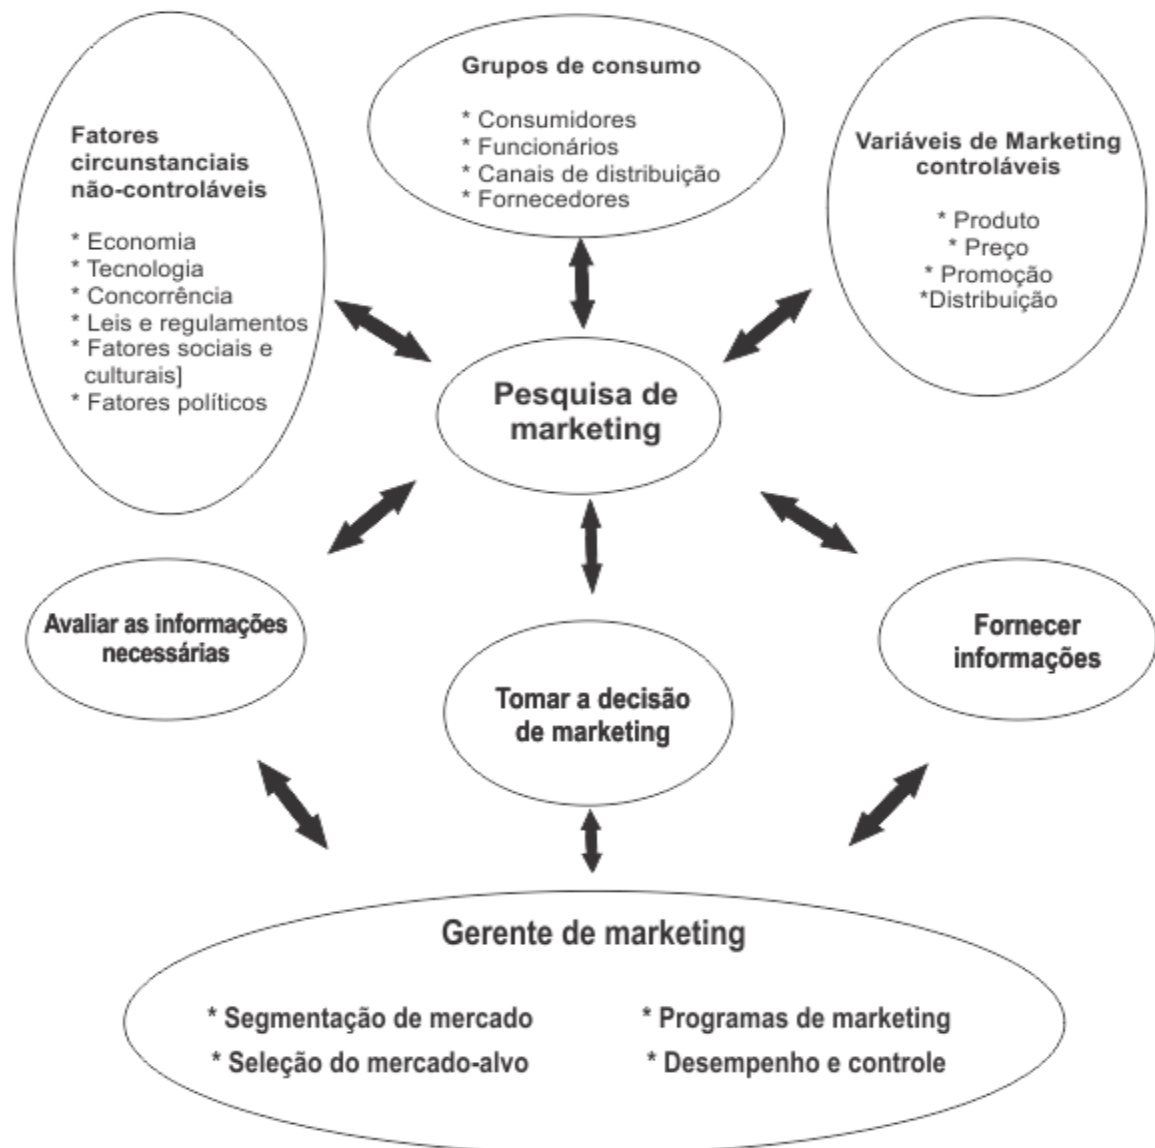 Fatores
circunstanciais
não-controláveis
* Economia
* Tecnologia
* Concorrência
* Leis e regulamentos
* Fatores sociais e
culturais]
* Fatores políticos
Grupos de consumo
* Consumidores
* Funcionários
* Canais de distribuição
* Fornecedores
Variáveis de Marketing
controláveis
* Produto
* Preço
* Promoção
*Distribuição
Pesquisa de
marketing
Avaliar as informações
necessárias
Tomar a decisão
de marketing
Fornecer
informações
Gerente de marketing
* Segmentação de mercado
* Seleção do mercado-alvo
* Programas de marketing
* Desempenho e controle